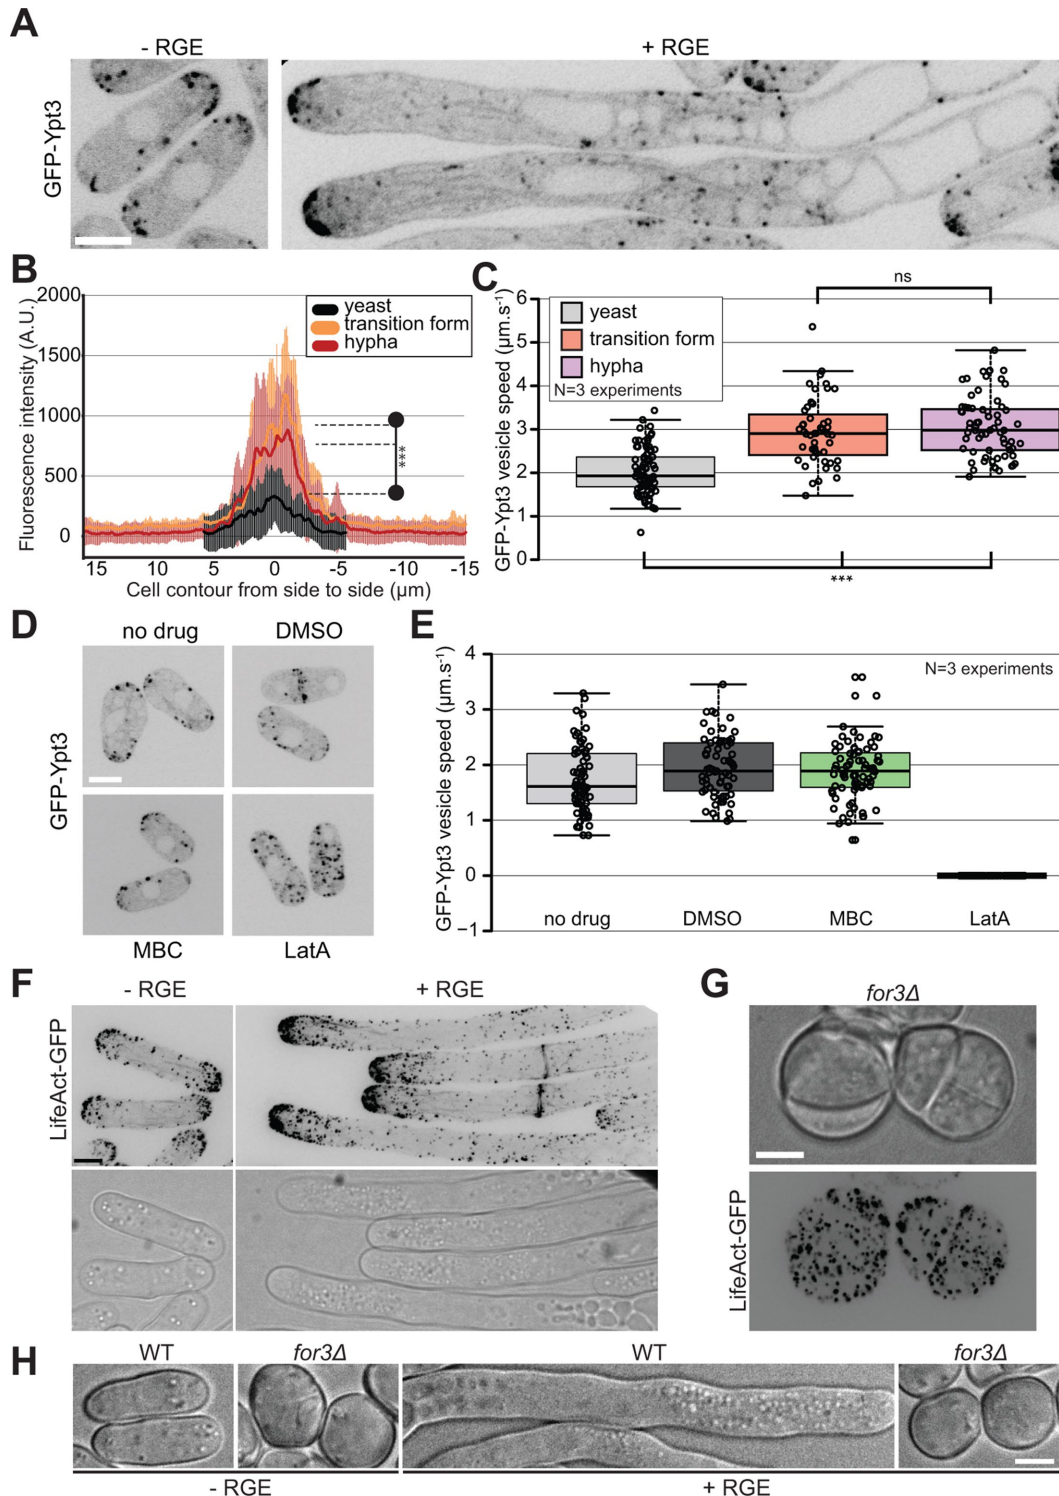 A
- RGE
+ RGE
GFP-Ypt3
B
Fluorescence intensity (A.U.)
2000
1500
1000
500
0
yeast
transition form
hypha
***
15 10 5 0 -5 -10 -15
Cell contour from side to side (µm)
C
GFP-Ypt3 vesicle speed (µm.s⁻¹)
6
5
4
3
2
1
0
yeast
transition form
hypha
N=3 experiments
ns
***
D
no drug DMSO
GFP-Ypt3
MBC LatA
E
GFP-Ypt3 vesicle speed (µm.s⁻¹)
4
3
2
1
0
−1
N=3 experiments
no drug DMSO MBC LatA
F
- RGE + RGE
LifeAct-GFP
G
for3Δ
LifeAct-GFP
H
WT for3Δ WT for3Δ
- RGE + RGE